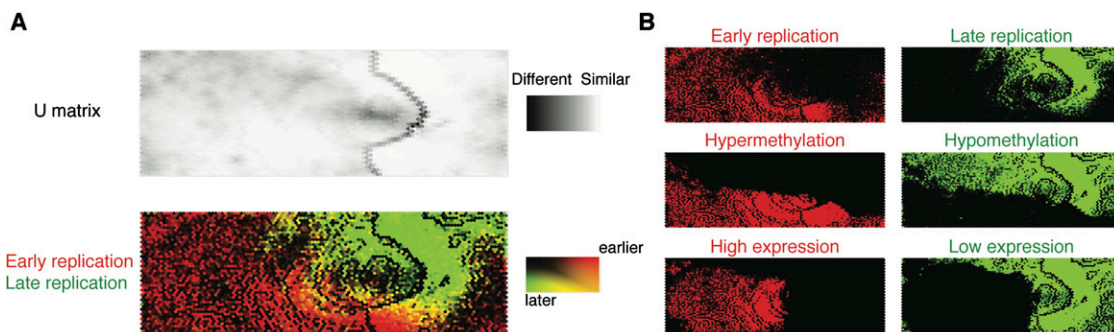 A
U matrix
Different Similar
Early replication
Late replication
earlier
later
B
Early replication
Late replication
Hypermethylation
Hypomethylation
High expression
Low expression